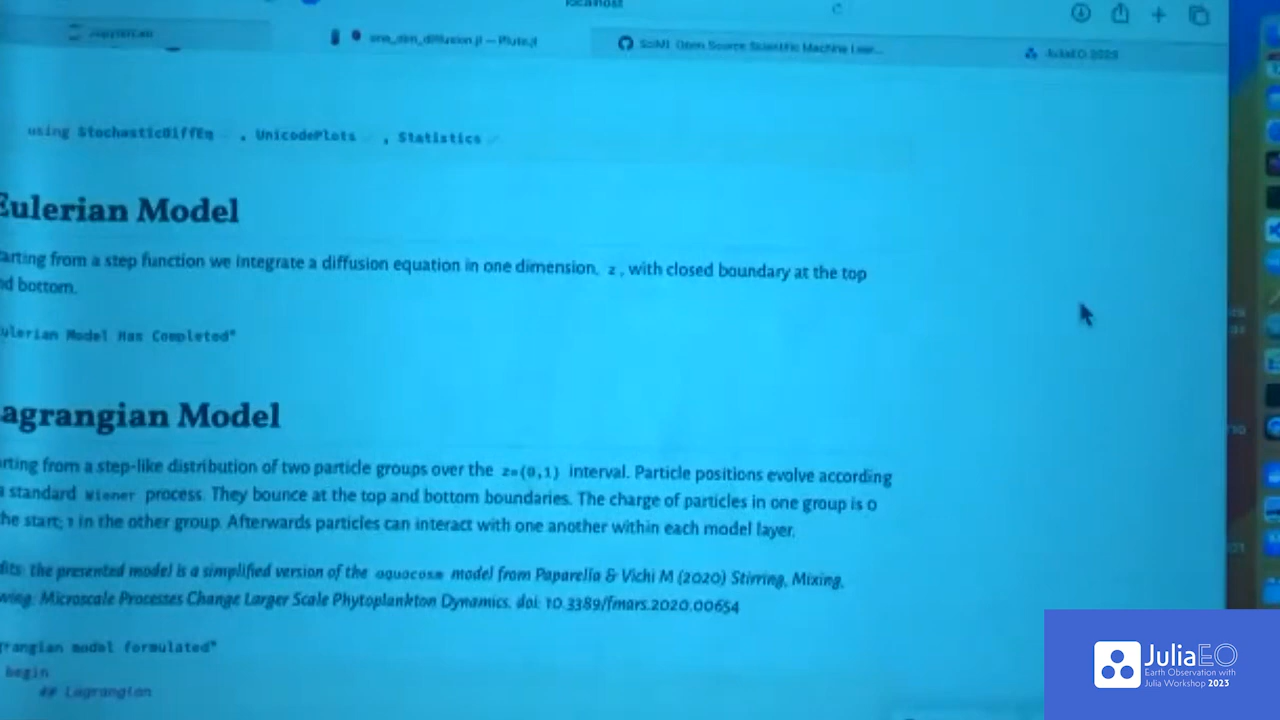 localhost
one_dim_diffusion.jl — Pluto.jl
SciML Open Source Scientific Machine Lear...
JuliaEO 2023
using StochasticDiffEq , UnicodePlots , Statistics
Eulerian Model
arting from a step function we integrate a diffusion equation in one dimension, z, with closed boundary at the top
nd bottom.
ulerian Model Has Completed"
agrangian Model
rting from a step-like distribution of two particle groups over the z=(0,1) interval. Particle positions evolve according
a standard Wiener process. They bounce at the top and bottom boundaries. The charge of particles in one group is 0
he start; 1 in the other group. Afterwards particles can interact with one another within each model layer.
dits: the presented model is a simplified version of the aquacosm model from Paparella & Vichi M (2020) Stirring, Mixing,
wing: Microscale Processes Change Larger Scale Phytoplankton Dynamics. doi: 10.3389/fmars.2020.00654
rangian model formulated"
begin
## Lagrangian
JuliaEO
Earth Observation with
Julia Workshop 2023